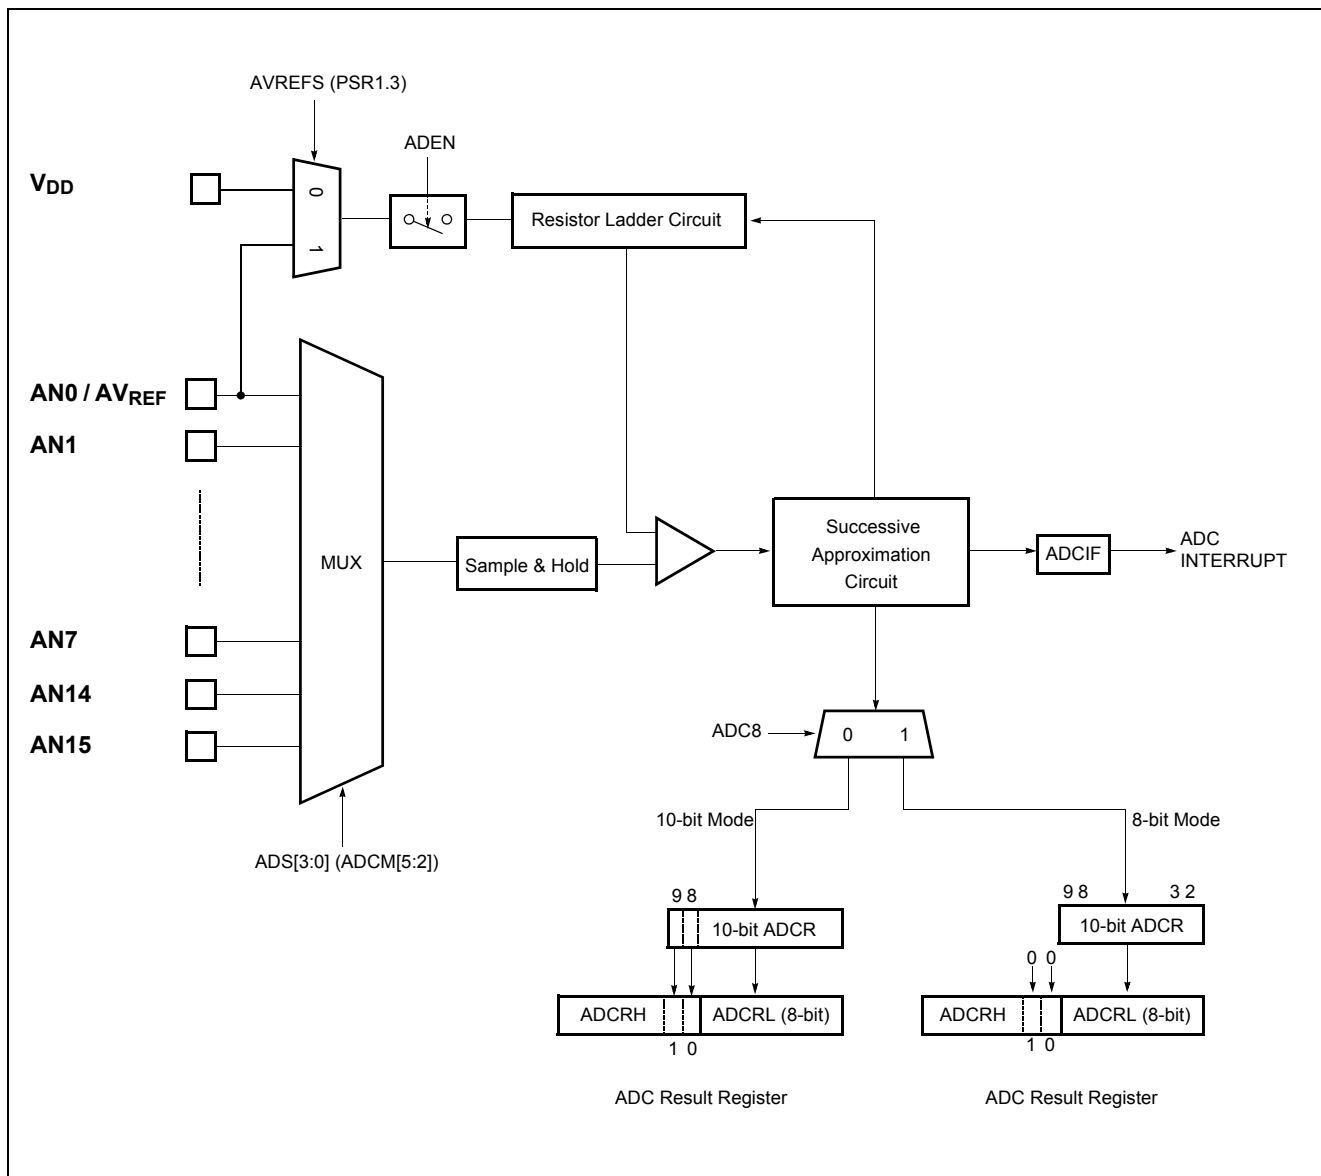 AVREFS (PSR1.3)
ADEN
VDD
0
1
Resistor Ladder Circuit
AN0 / AVREF
AN1
MUX
Sample & Hold
Successive
Approximation
Circuit
ADCIF
ADC
INTERRUPT
AN7
AN14
AN15
ADC8
0 1
ADS[3:0] (ADCM[5:2])
10-bit Mode
8-bit Mode
9 8
10-bit ADCR
9 8 3 2
10-bit ADCR
0 0
ADCRH
ADCRL (8-bit)
1 0
ADCRH
ADCRL (8-bit)
1 0
ADC Result Register
ADC Result Register